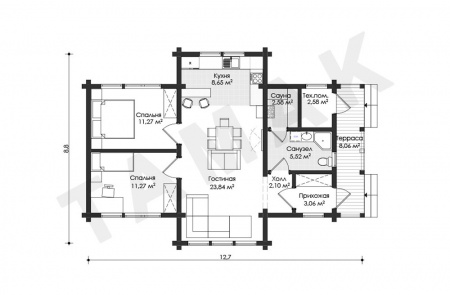 ТАМАК
Кухня
8,65 м²
Сауна
2,58 м²
Тех.пом.
2,58 м²
Спальня
11,27 м²
Санузел
5,52 м²
Терраса
8,06 м²
Спальня
11,27 м²
Гостиная
23,84 м²
Холл
2,10 м²
Прихожая
3,06 м²
8,8
12,7